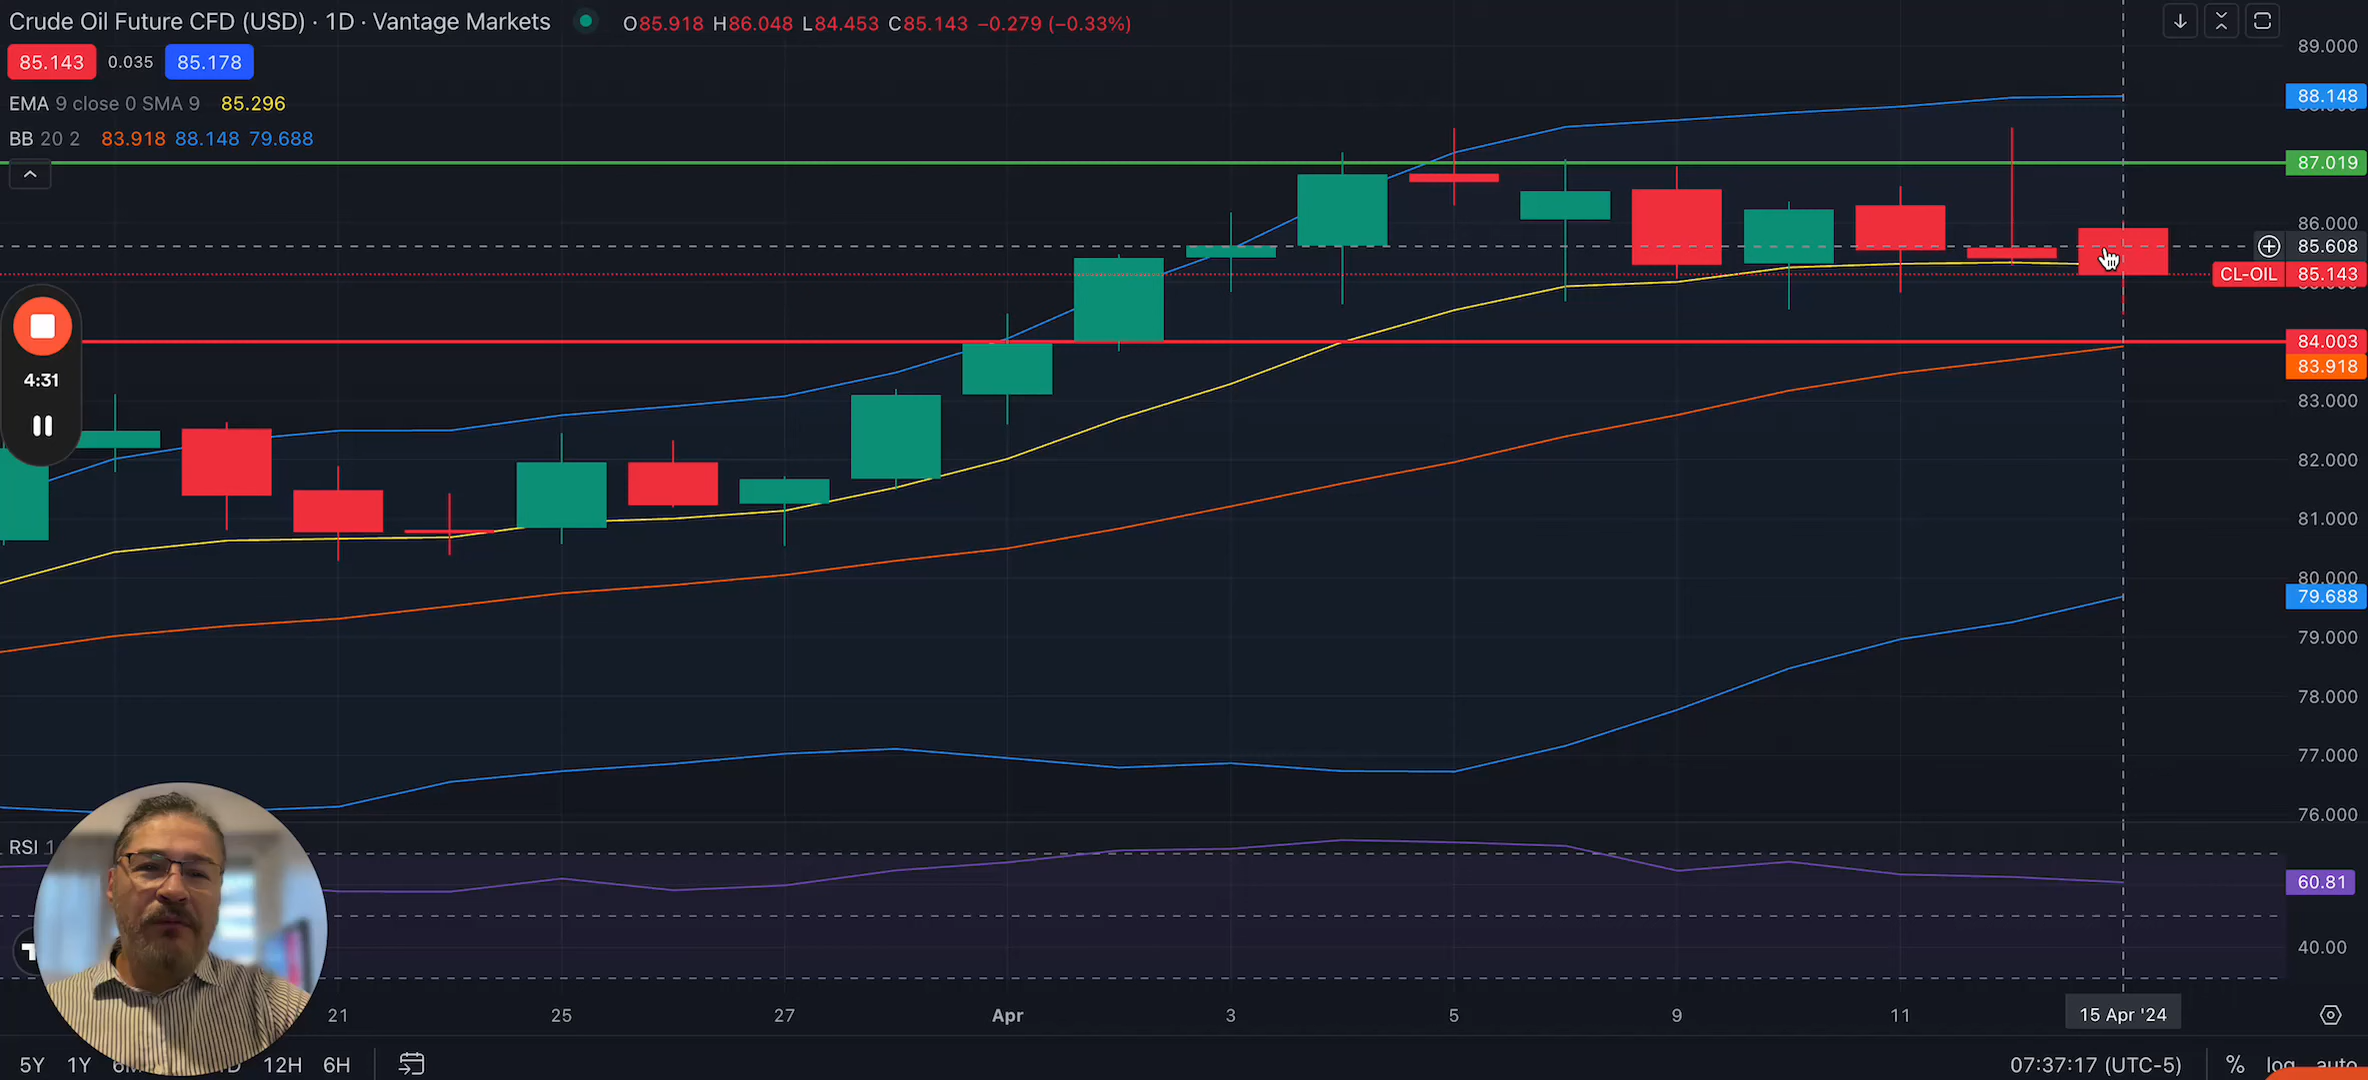 Crude Oil Future CFD (USD) · 1D · Vantage Markets O85.918 H86.048 L84.453 C85.143 −0.279 (−0.33%)
85.143 0.035 85.178
EMA 9 close 0 SMA 9 85.296
BB 20 2 83.918 88.148 79.688
89.000
88.148
87.019
86.000
85.608
CL-OIL 85.143
84.003
83.918
83.000
82.000
81.000
80.000
79.688
79.000
78.000
77.000
76.000
4:31
RSI 1
60.81
40.00
21 25 27 Apr 3 5 9 11 15 Apr '24
5Y 1Y 12H 6H 07:37:17 (UTC-5) % log auto